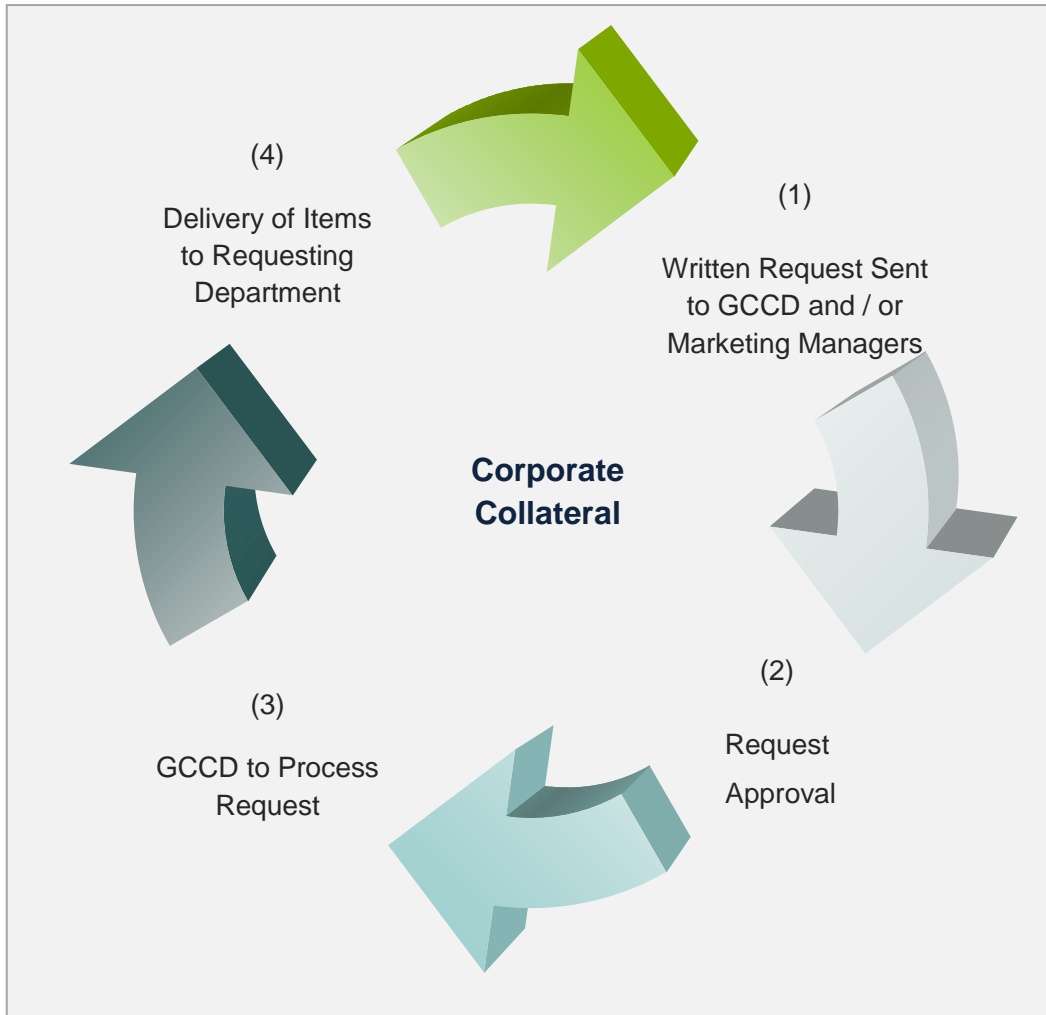 (1)
Written Request Sent
to GCCD and / or
Marketing Managers
(2)
Request
Approval
(3)
GCCD to Process
Request
(4)
Delivery of Items
to Requesting
Department
Corporate
Collateral